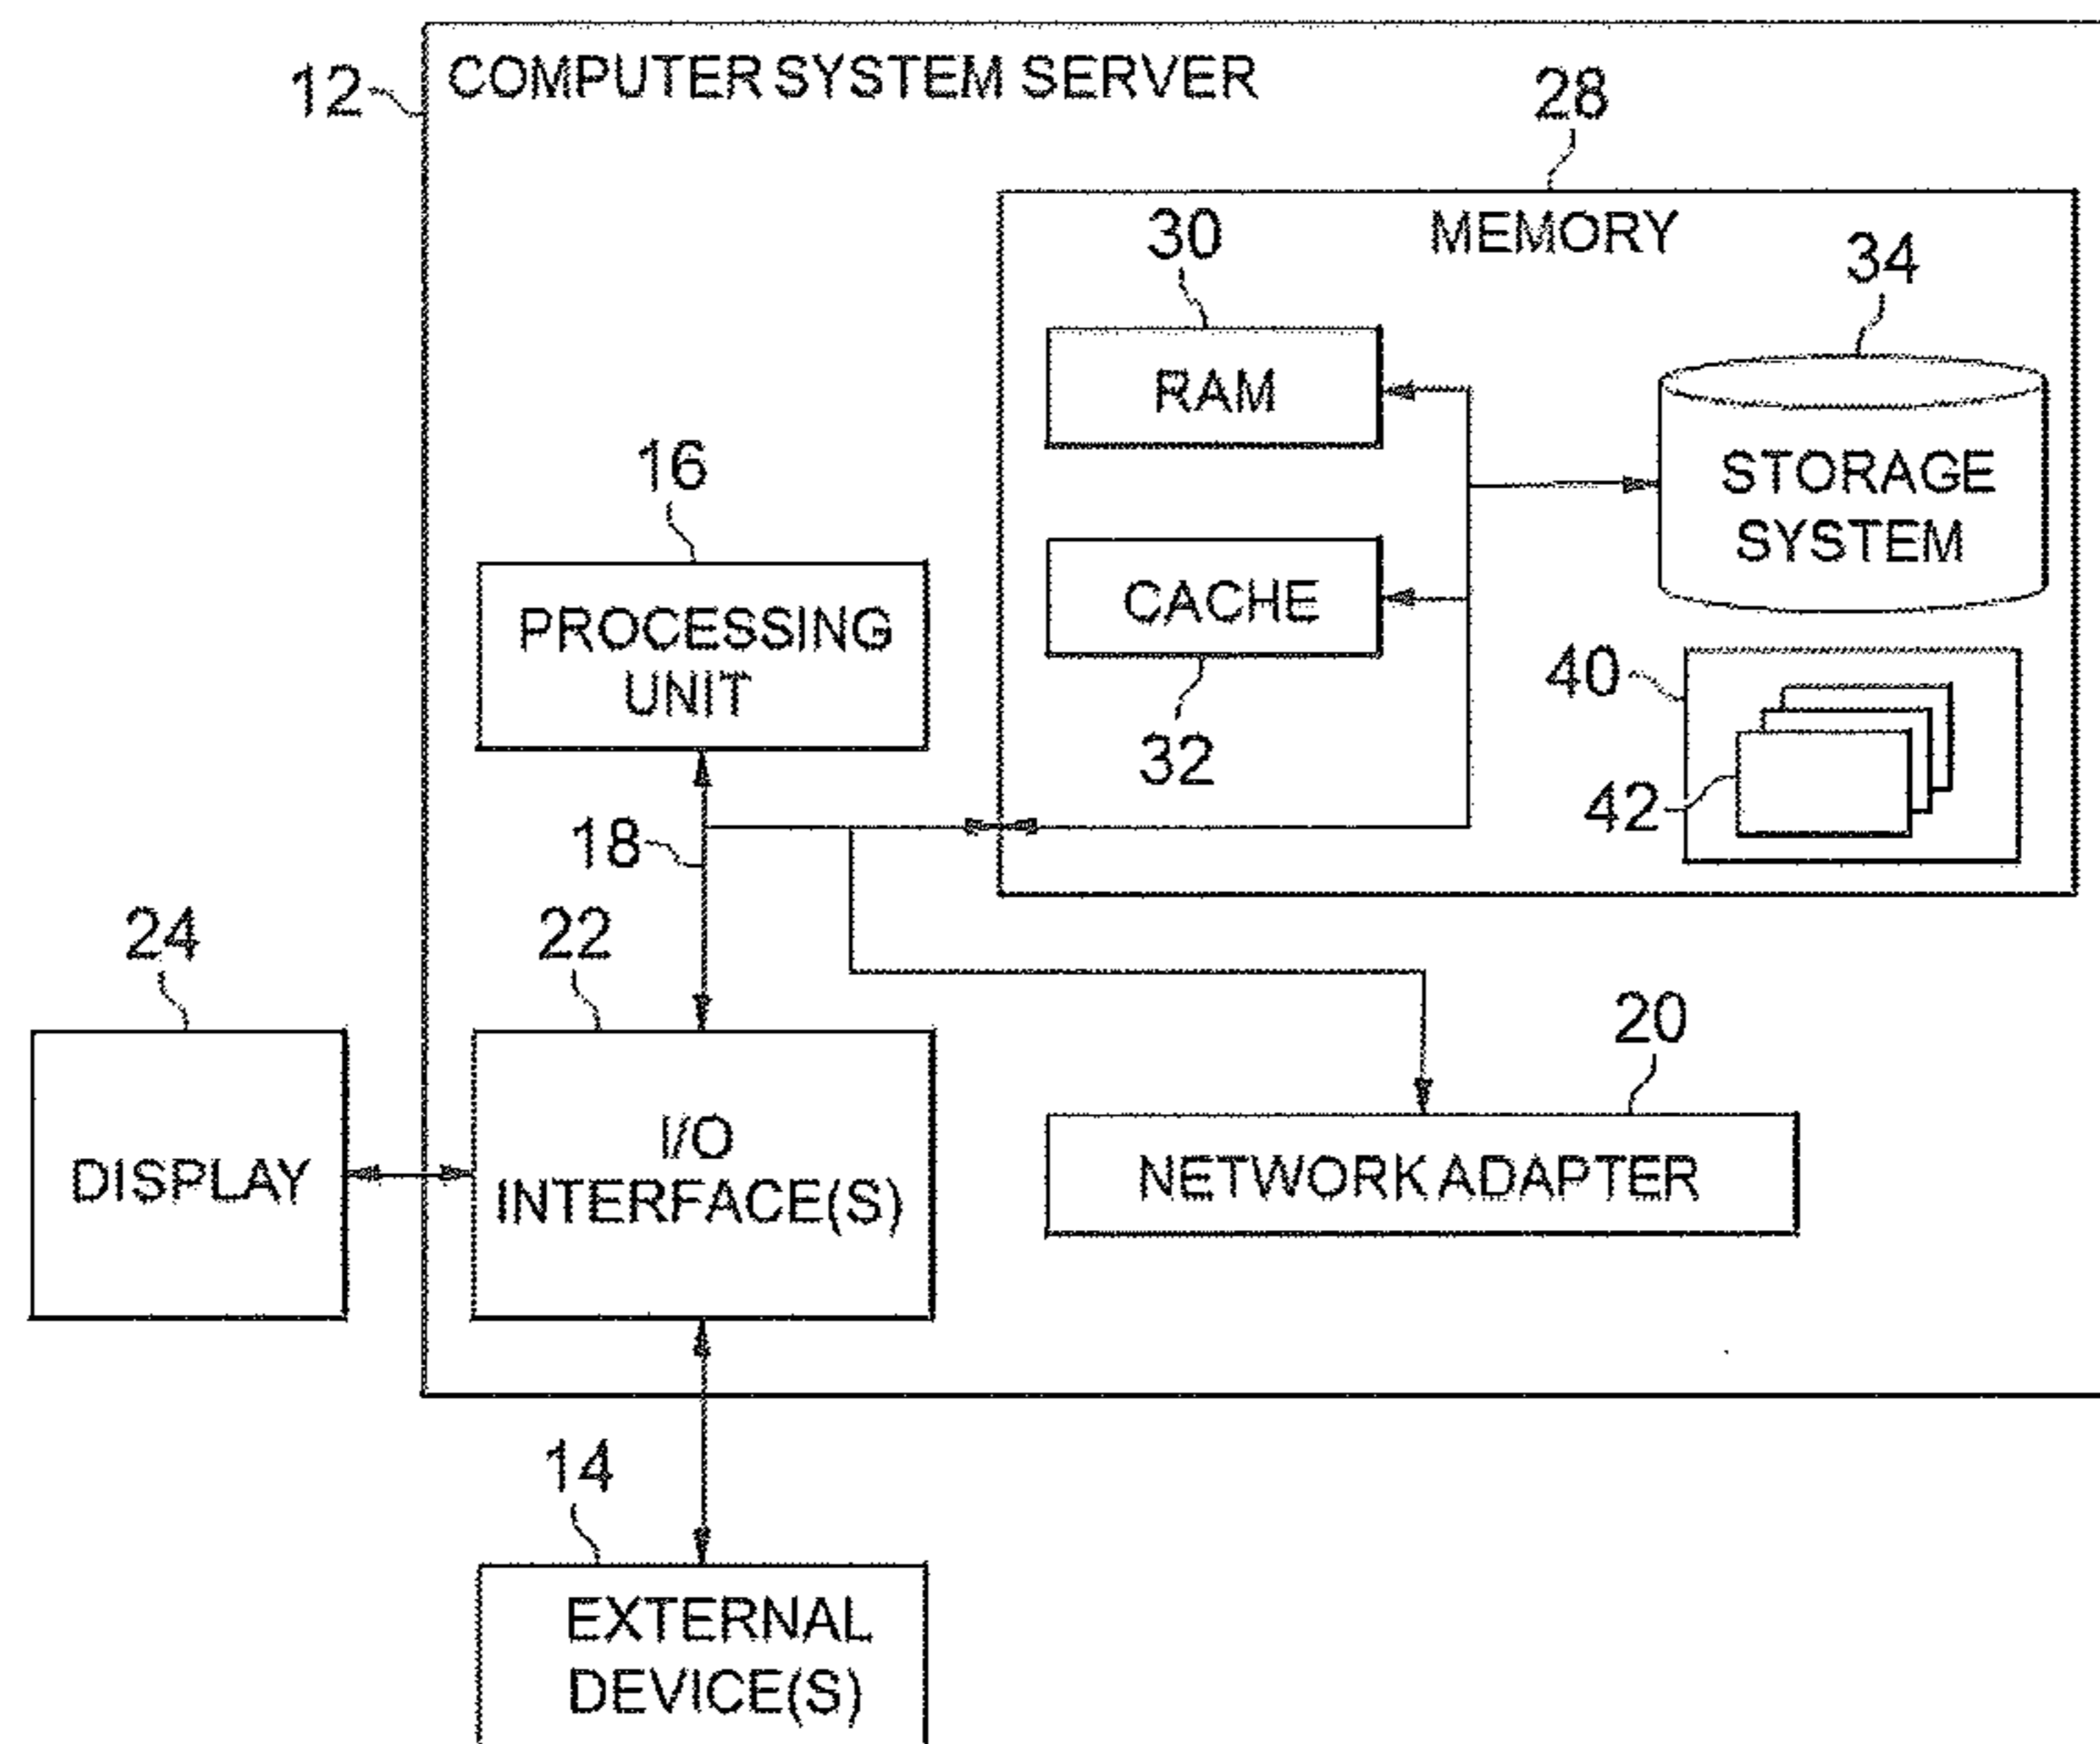 12
COMPUTER SYSTEM SERVER
28
MEMORY
30
34
RAM
STORAGE
SYSTEM
16
PROCESSING
UNIT
CACHE
32
40
42
18
24
22
20
DISPLAY
I/O
INTERFACE(S)
NETWORK ADAPTER
14
EXTERNAL
DEVICE(S)